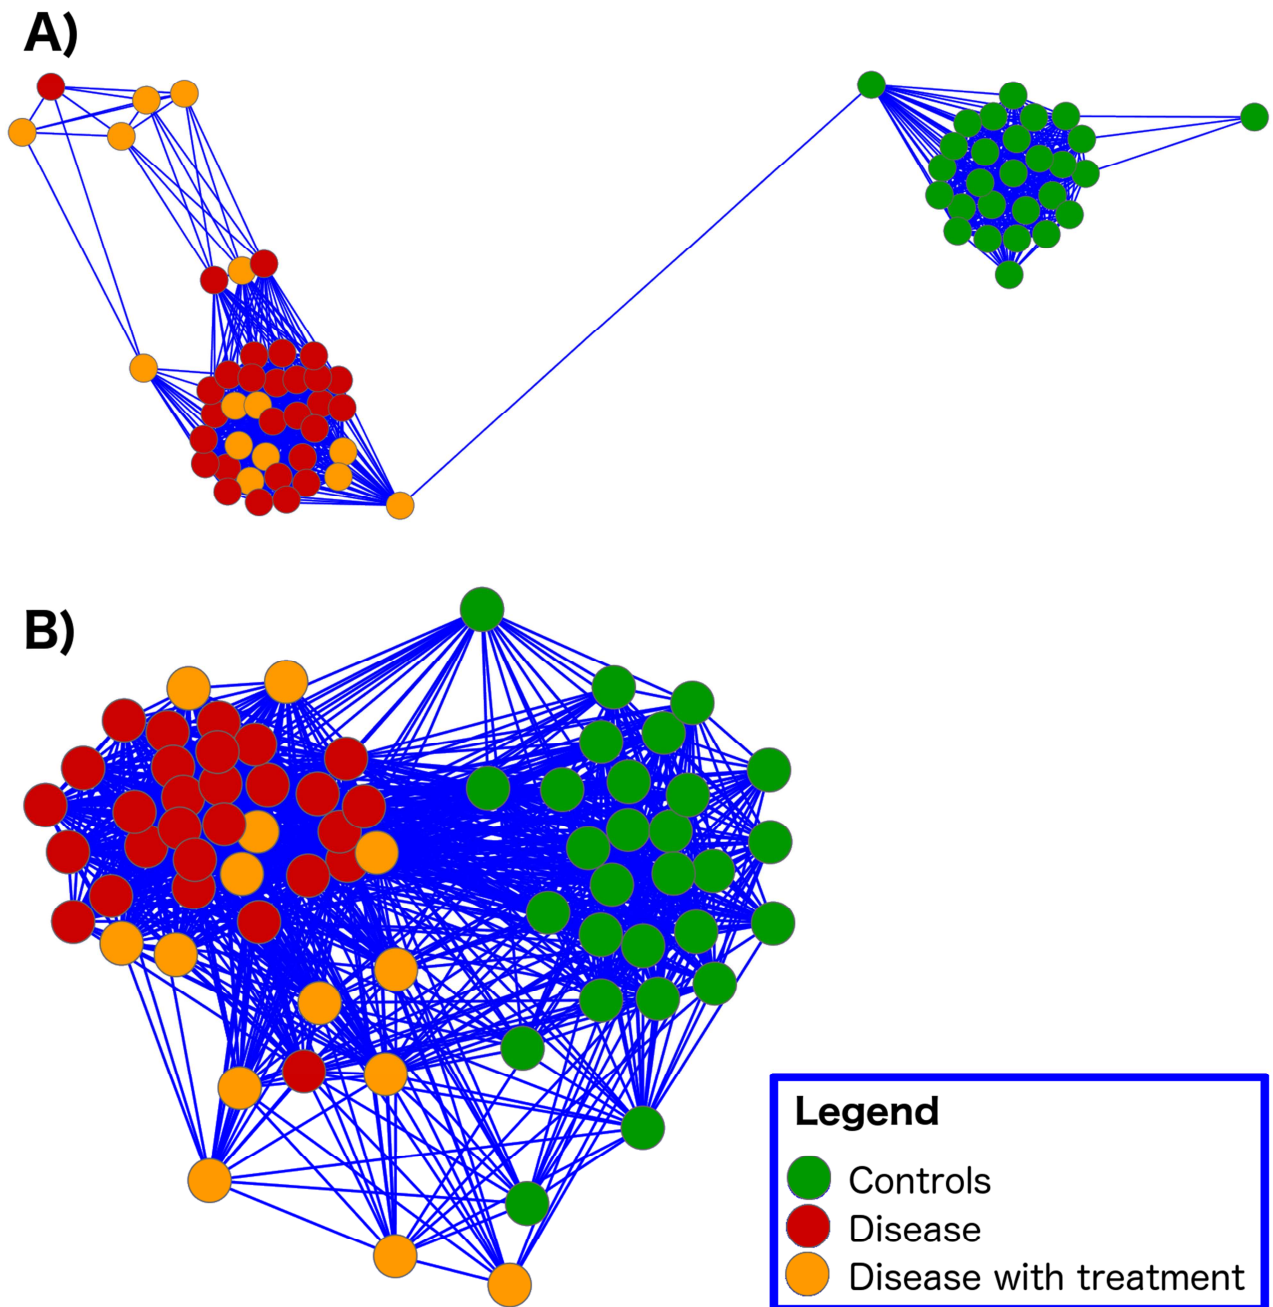 A)
B)
Legend
Controls
Disease
Disease with treatment